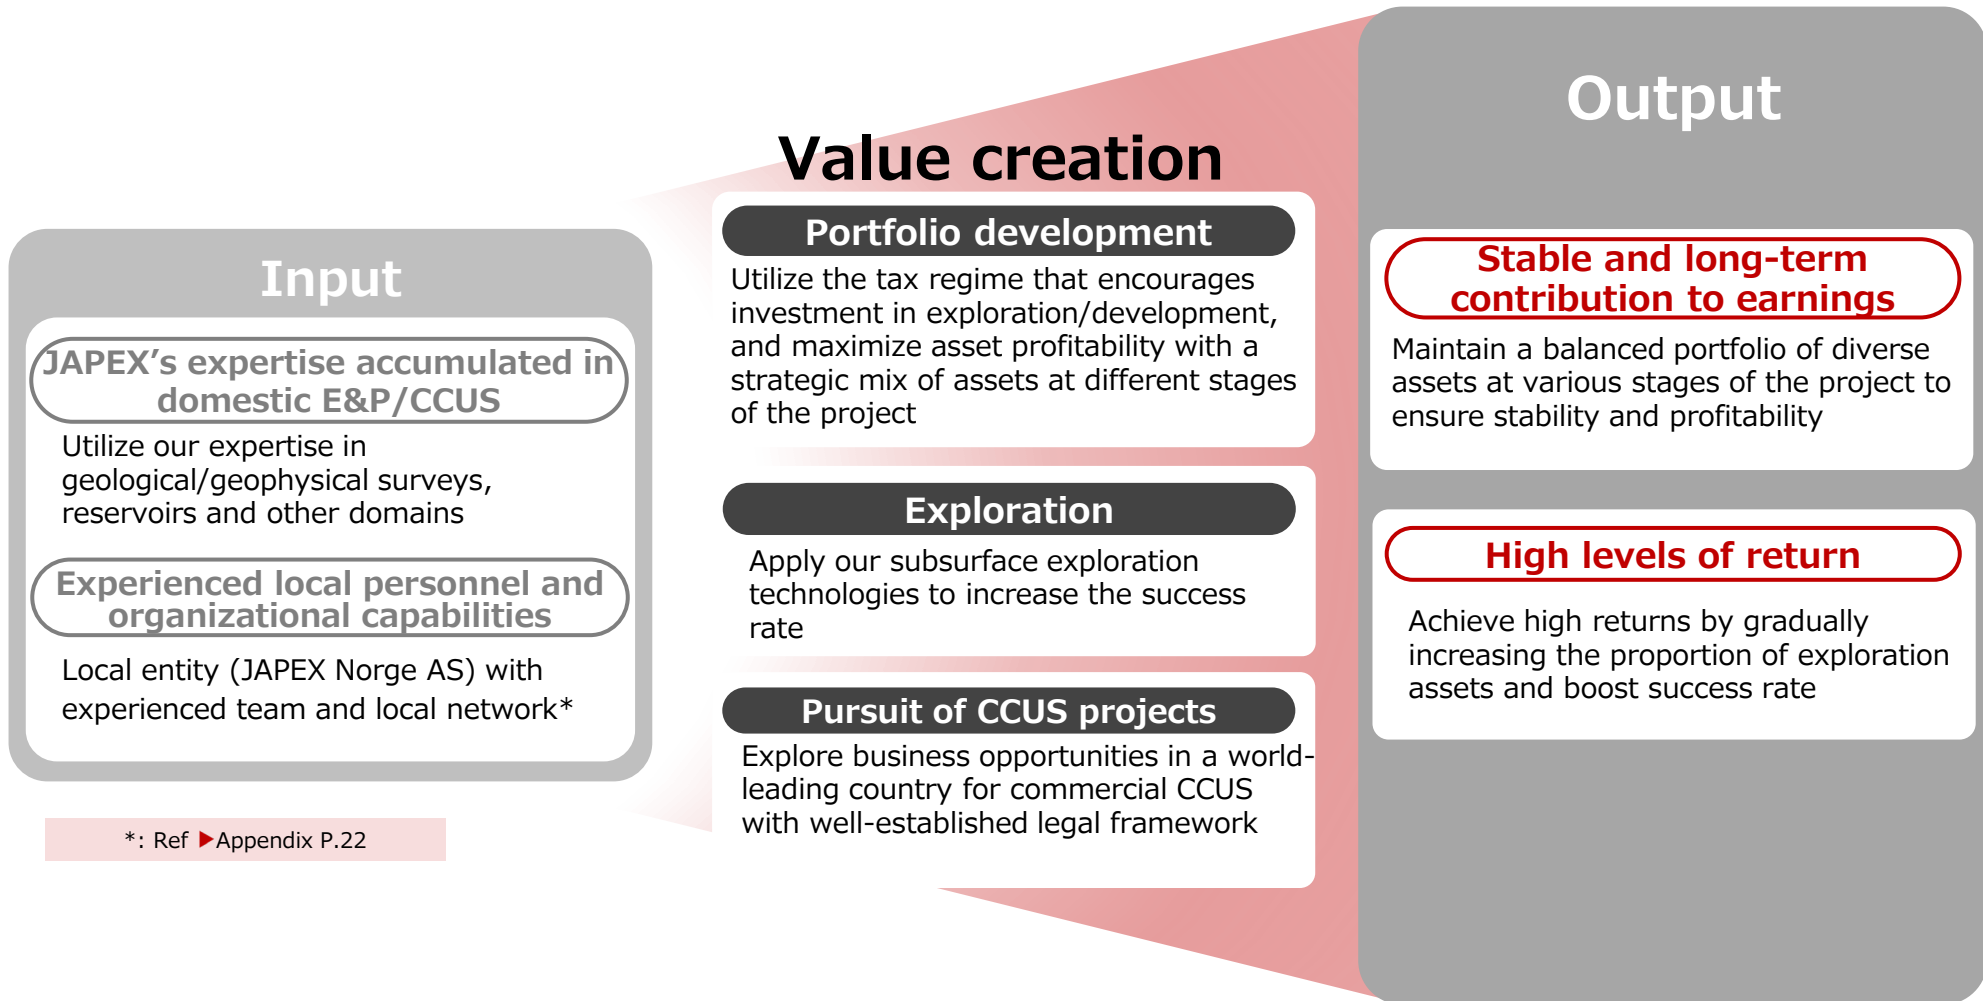 Input
JAPEX’s expertise accumulated in
domestic E&P/CCUS
Utilize our expertise in
geological/geophysical surveys,
reservoirs and other domains
Experienced local personnel and
organizational capabilities
Local entity (JAPEX Norge AS) with
experienced team and local network*
*: Ref ▶Appendix P.22
Value creation
Portfolio development
Utilize the tax regime that encourages
investment in exploration/development,
and maximize asset profitability with a
strategic mix of assets at different stages
of the project
Exploration
Apply our subsurface exploration
technologies to increase the success
rate
Pursuit of CCUS projects
Explore business opportunities in a world-
leading country for commercial CCUS
with well-established legal framework
Output
Stable and long-term
contribution to earnings
Maintain a balanced portfolio of diverse
assets at various stages of the project to
ensure stability and profitability
High levels of return
Achieve high returns by gradually
increasing the proportion of exploration
assets and boost success rate